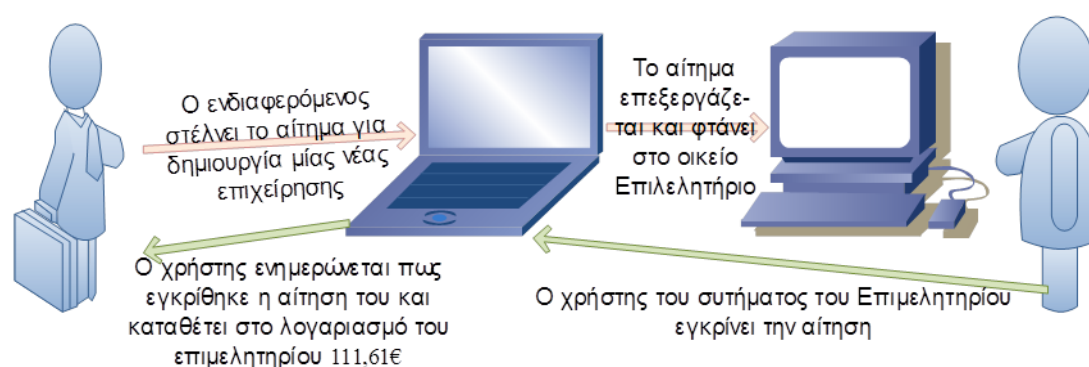 Ο ενδιαφερόμενος
στέλνει το αίτημα για
δημιουργία μίας νέας
επιχείρησης
Το αίτημα
επεξεργάζε-
ται και φτάνει
στο οικείο
Επιλελητήριο
Ο χρήστης ενημερώνεται πως
εγκρίθηκε η αίτηση του και
καταθέτει στο λογαριασμό του
επιμελητηρίου 111,61€
Ο χρήστης του συτήματος του Επιμελητηρίου
εγκρίνει την αίτηση